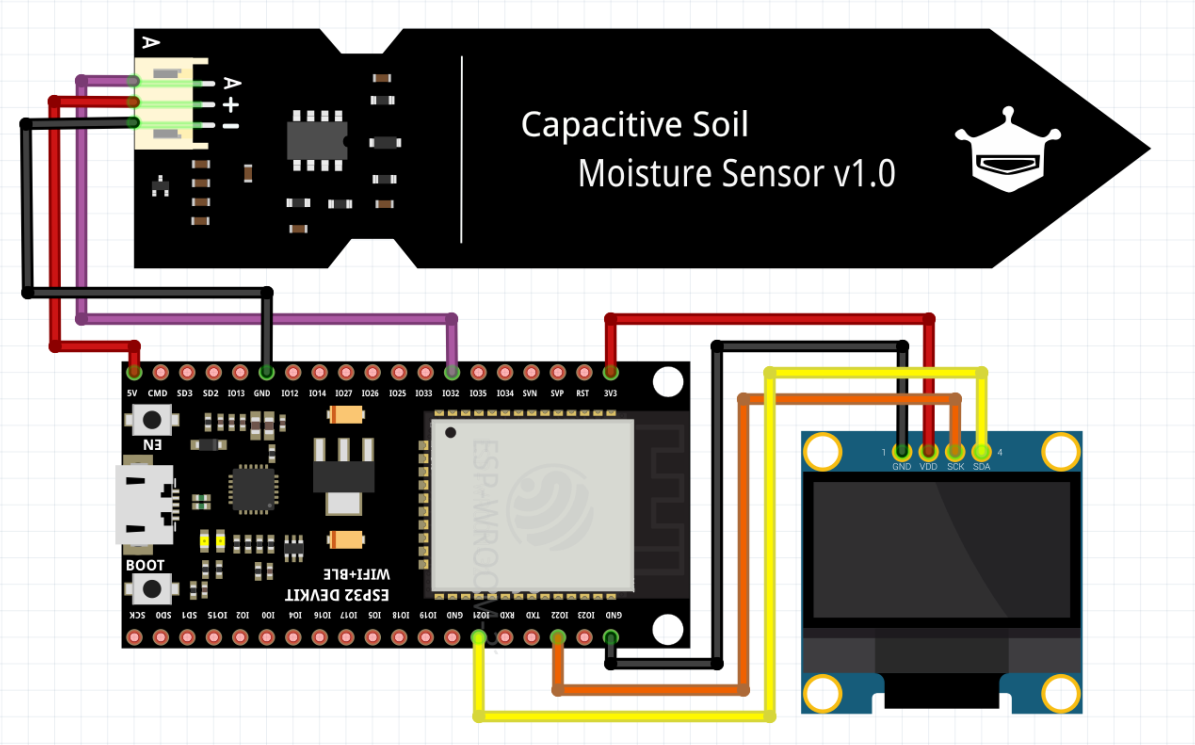 A
A
+
−
Capacitive Soil
Moisture Sensor v1.0
5V CMD SD3 SD2 IO13 GND IO12 IO14 IO27 IO26 IO25 IO33 IO32 IO35 IO34 SVN SVP RST 3V3
EN
1 GND VDD SCK SDA 4
ESP-WROOM-32
BOOT
WIFI+BLE
ESP32 DEVKIT
SCK SD0 SD1 IO15 IO2 IO0 IO4 IO16 IO17 IO5 IO18 IO19 GND IO21 RXD TXD IO22 IO23 GND